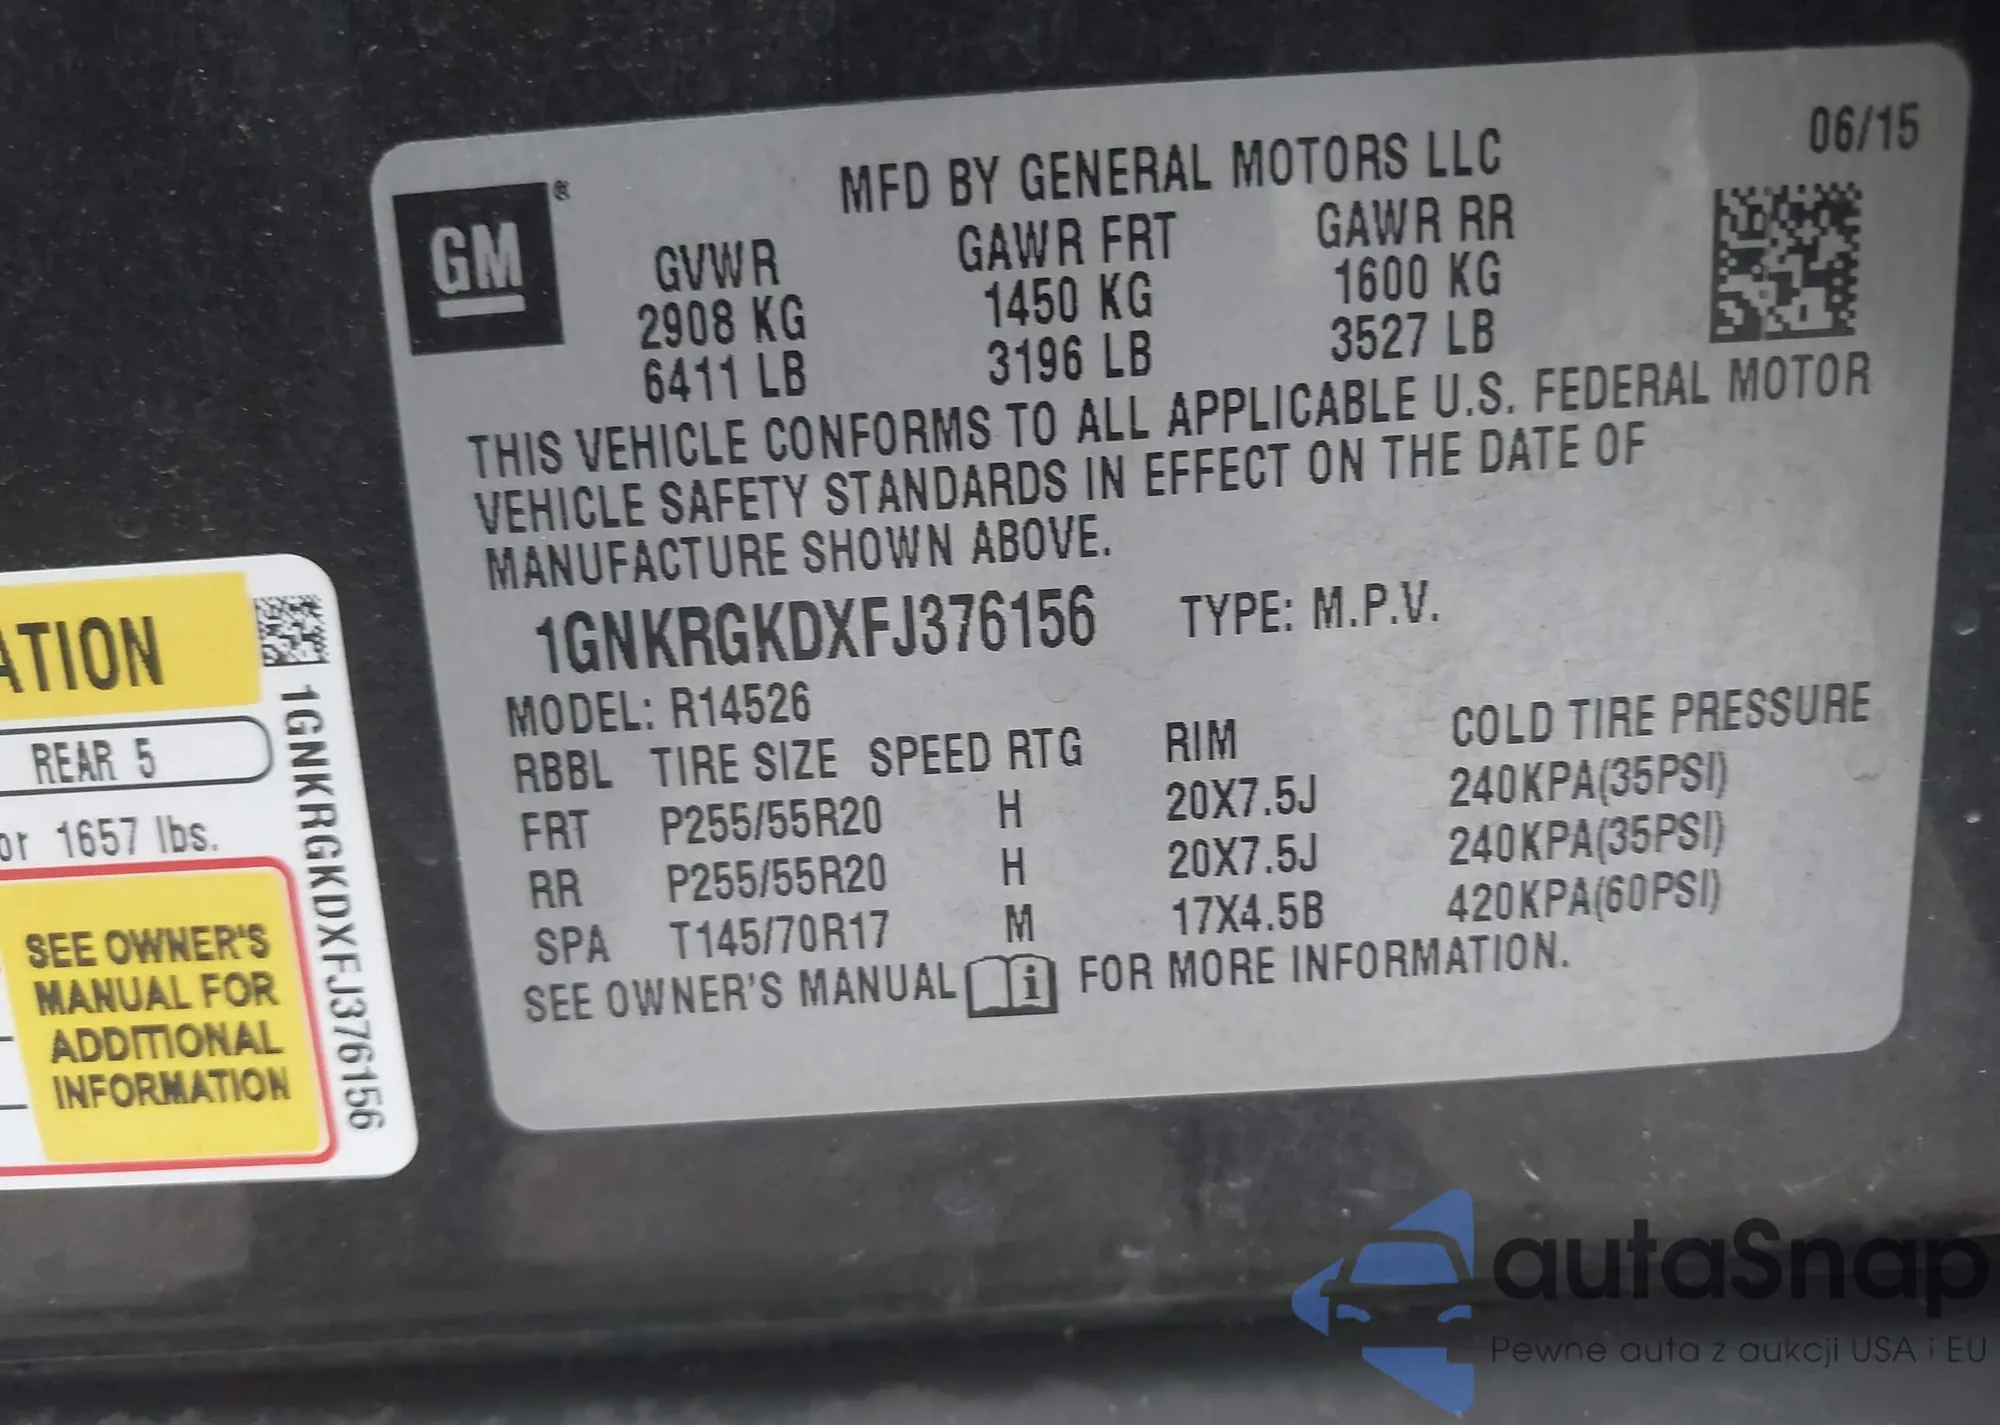 GM®
MFD BY GENERAL MOTORS LLC
06/15
GVWR GAWR FRT GAWR RR
2908 KG 1450 KG 1600 KG
6411 LB 3196 LB 3527 LB
THIS VEHICLE CONFORMS TO ALL APPLICABLE U.S. FEDERAL MOTOR
VEHICLE SAFETY STANDARDS IN EFFECT ON THE DATE OF
MANUFACTURE SHOWN ABOVE.
1GNKRGKDXFJ376156 TYPE: M.P.V.
MODEL: R14526
RBBL TIRE SIZE SPEED RTG RIM COLD TIRE PRESSURE
FRT P255/55R20 H 20X7.5J 240KPA(35PSI)
RR P255/55R20 H 20X7.5J 240KPA(35PSI)
SPA T145/70R17 M 17X4.5B 420KPA(60PSI)
SEE OWNER'S MANUAL i FOR MORE INFORMATION.
ATION
REAR 5
or 1657 lbs.
SEE OWNER'S
MANUAL FOR
ADDITIONAL
INFORMATION
1GNKRGKDXFJ376156
autaSnap
Pewne auta z aukcji USA i EU